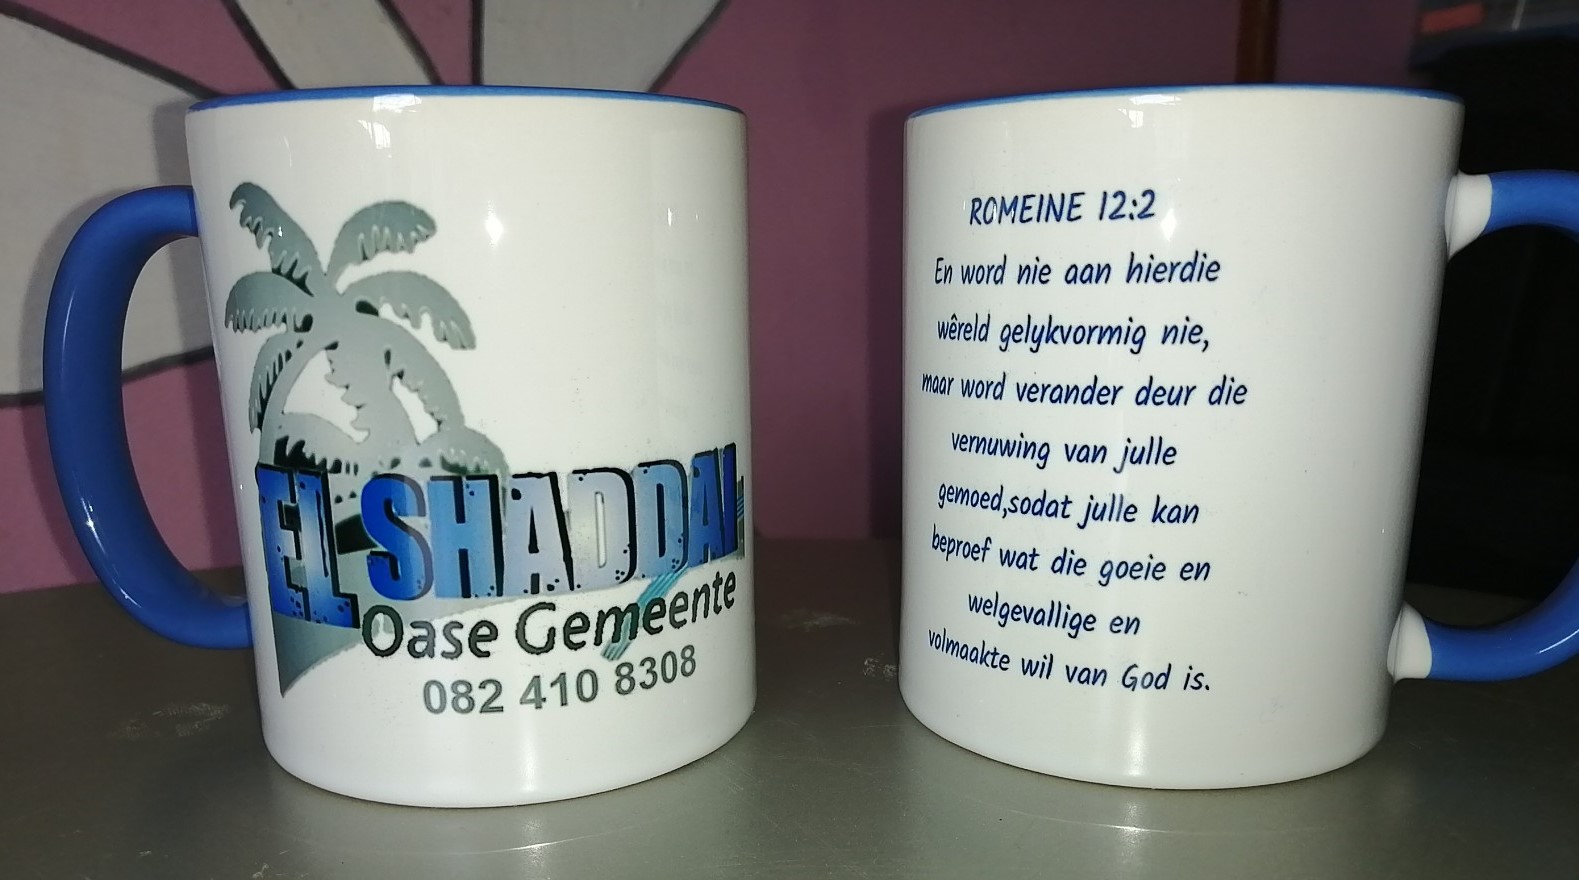 EL SHADDAI
Oase Gemeente
082 410 8308
ROMEINE 12:2
En word nie aan hierdie
wêreld gelykvormig nie,
maar word verander deur die
vernuwing van julle
gemoed,sodat julle kan
beproef wat die goeie en
welgevallige en
volmaakte wil van God is.